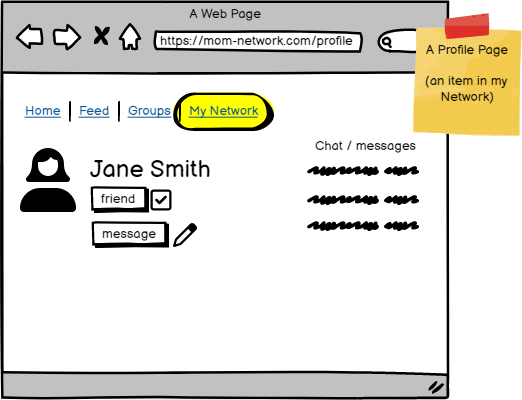 A Web Page
https://mom-network.com/profile
A Profile Page
(an item in my
Network)
Home
Feed
Groups
My Network
Chat / messages
Jane Smith
friend
message